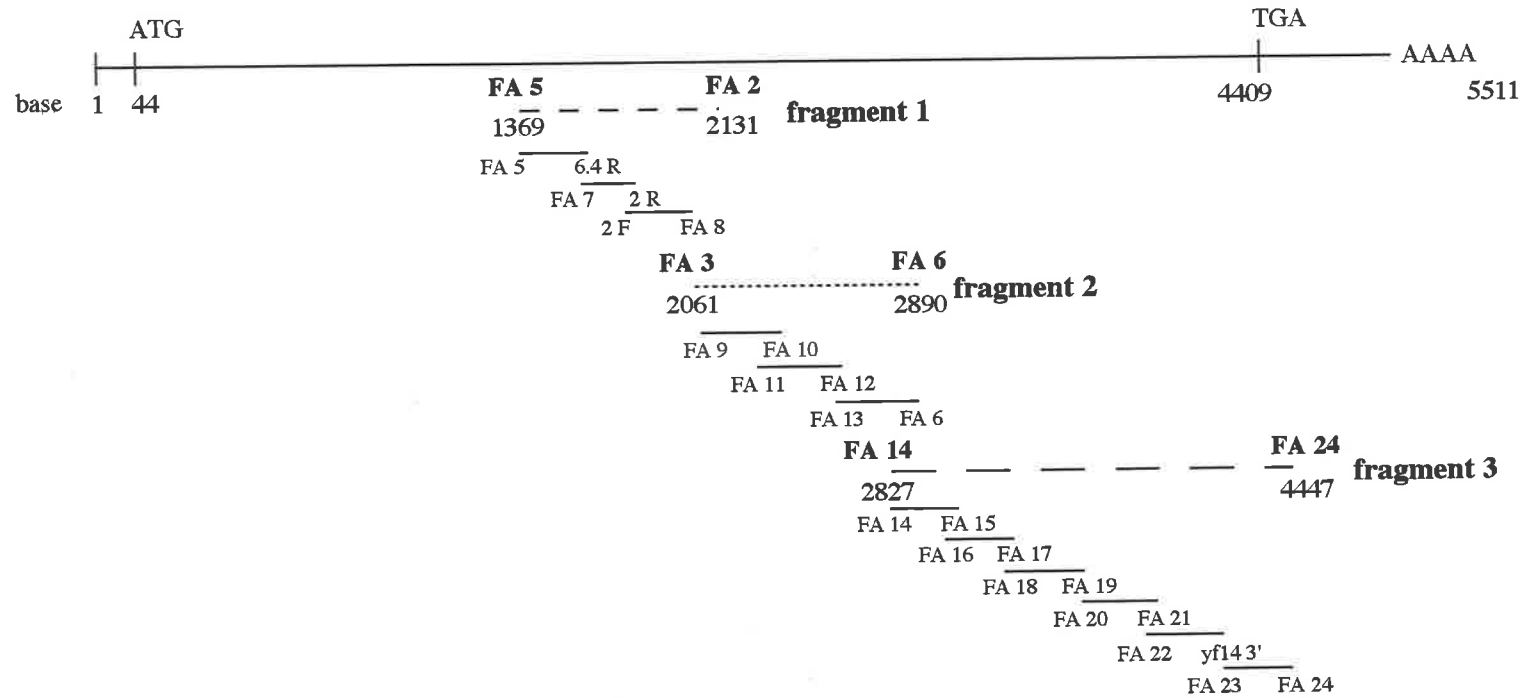 ATG TGA
AAAA
base 1 44 4409 5511
FA 5 FA 2
1369 2131 fragment 1
FA 5 6.4 R
FA 7 2 R
2 F FA 8
FA 3 FA 6
2061 2890 fragment 2
FA 9 FA 10
FA 11 FA 12
FA 13 FA 6
FA 14 FA 24
2827 4447 fragment 3
FA 14 FA 15
FA 16 FA 17
FA 18 FA 19
FA 20 FA 21
FA 22 yf14 3'
FA 23 FA 24